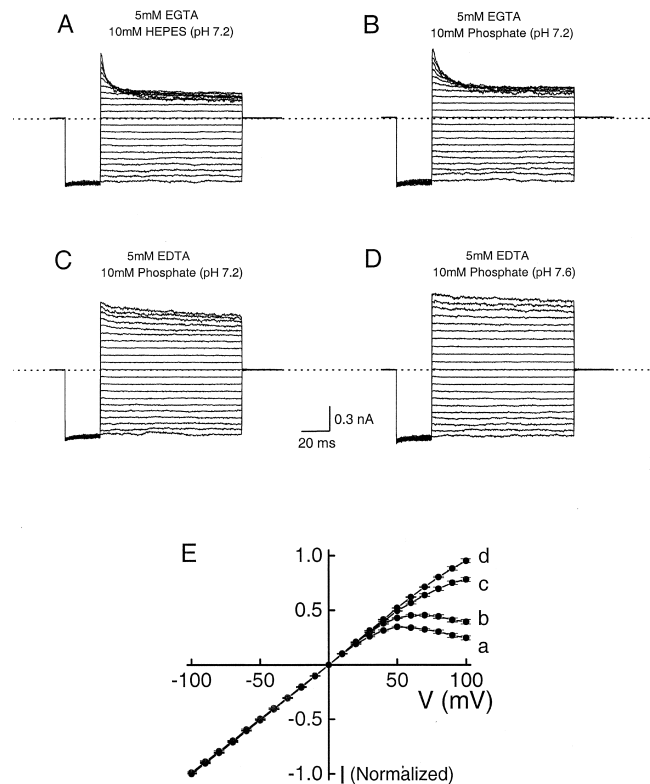 A
5mM EGTA
10mM HEPES (pH 7.2)
B
5mM EGTA
10mM Phosphate (pH 7.2)
C
5mM EDTA
10mM Phosphate (pH 7.2)
D
5mM EDTA
10mM Phosphate (pH 7.6)
0.3 nA
20 ms
E
1.0
d
c
0.5
b
a
-100
-50
50
100
V (mV)
-0.5
-1.0
I (Normalized)